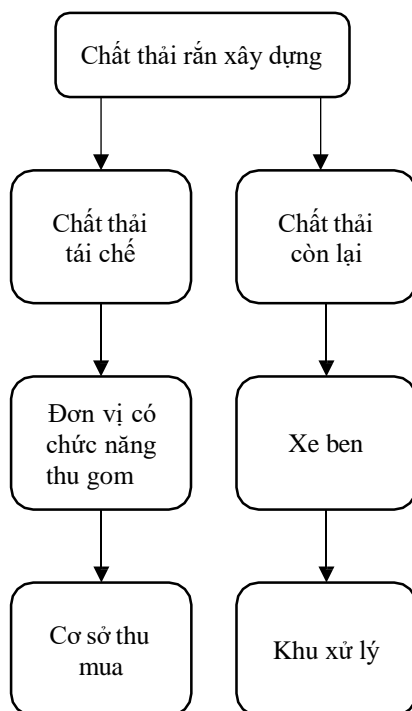 Chất thải rắn xây dựng
Chất thải
tái chế
Chất thải
còn lại
Đơn vị có
chức năng
thu gom
Xe ben
Cơ sở thu
mua
Khu xử lý